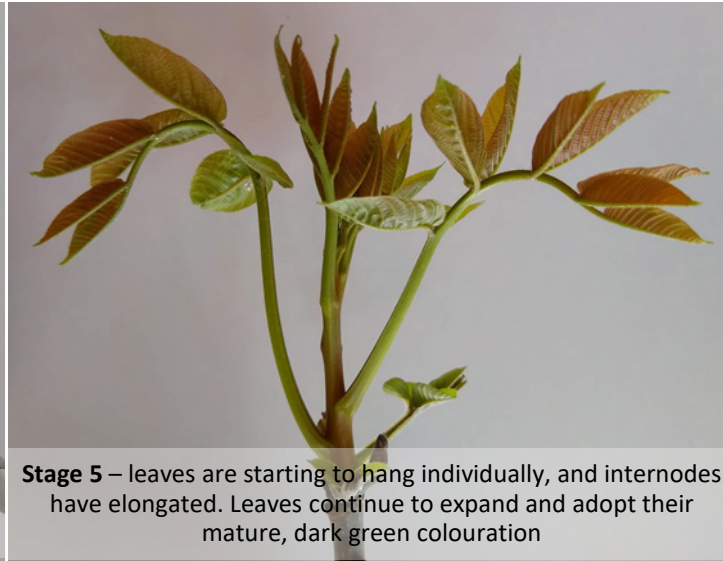 Stage 5 – leaves are starting to hang individually, and internodes
have elongated. Leaves continue to expand and adopt their
mature, dark green colouration